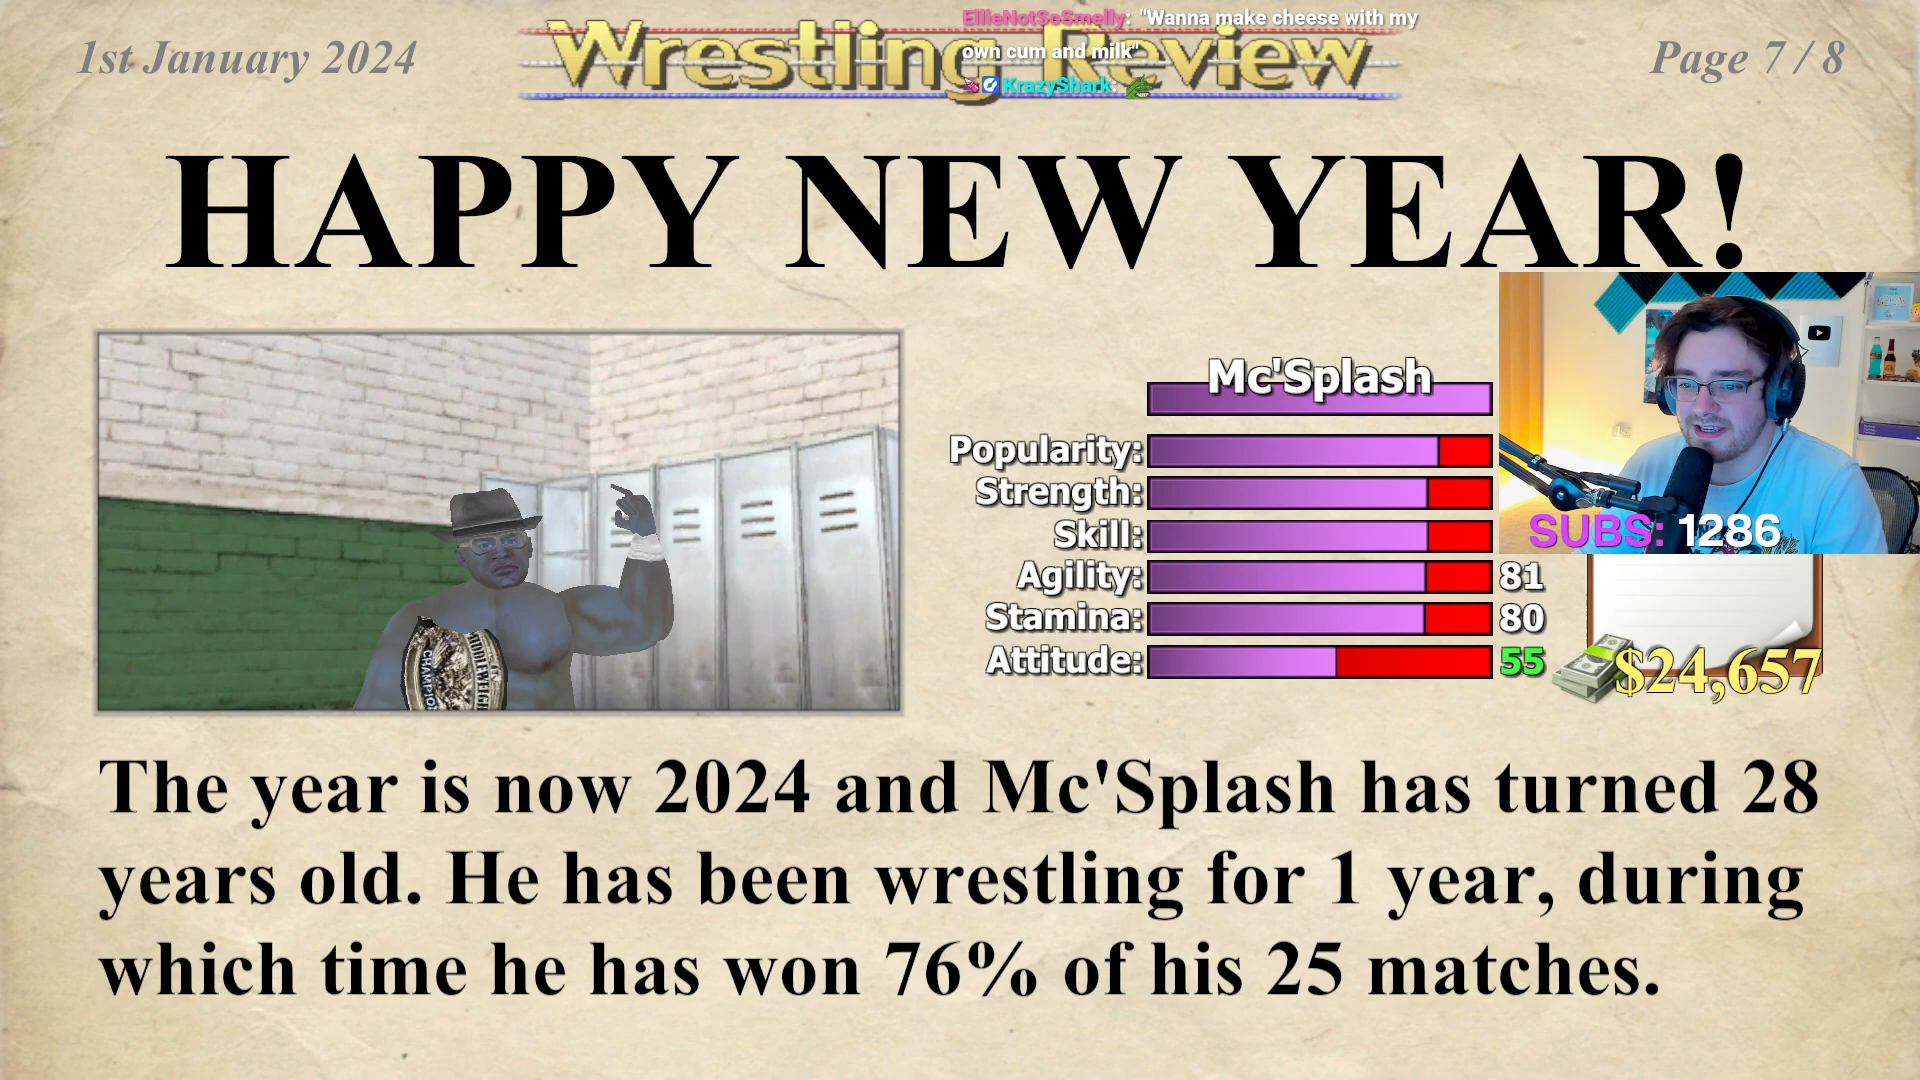 1st January 2024
Wrestling Review
Page 7 / 8
EllieNotSoSmelly: "Wanna make cheese with my
own cum and milk"
KrazyShark:
HAPPY NEW YEAR!
Mc'Splash
Popularity:
Strength:
Skill:
Agility: 81
Stamina: 80
Attitude: 55
SUBS: 1286
$24,657
CHAMPION
The year is now 2024 and Mc'Splash has turned 28
years old. He has been wrestling for 1 year, during
which time he has won 76% of his 25 matches.